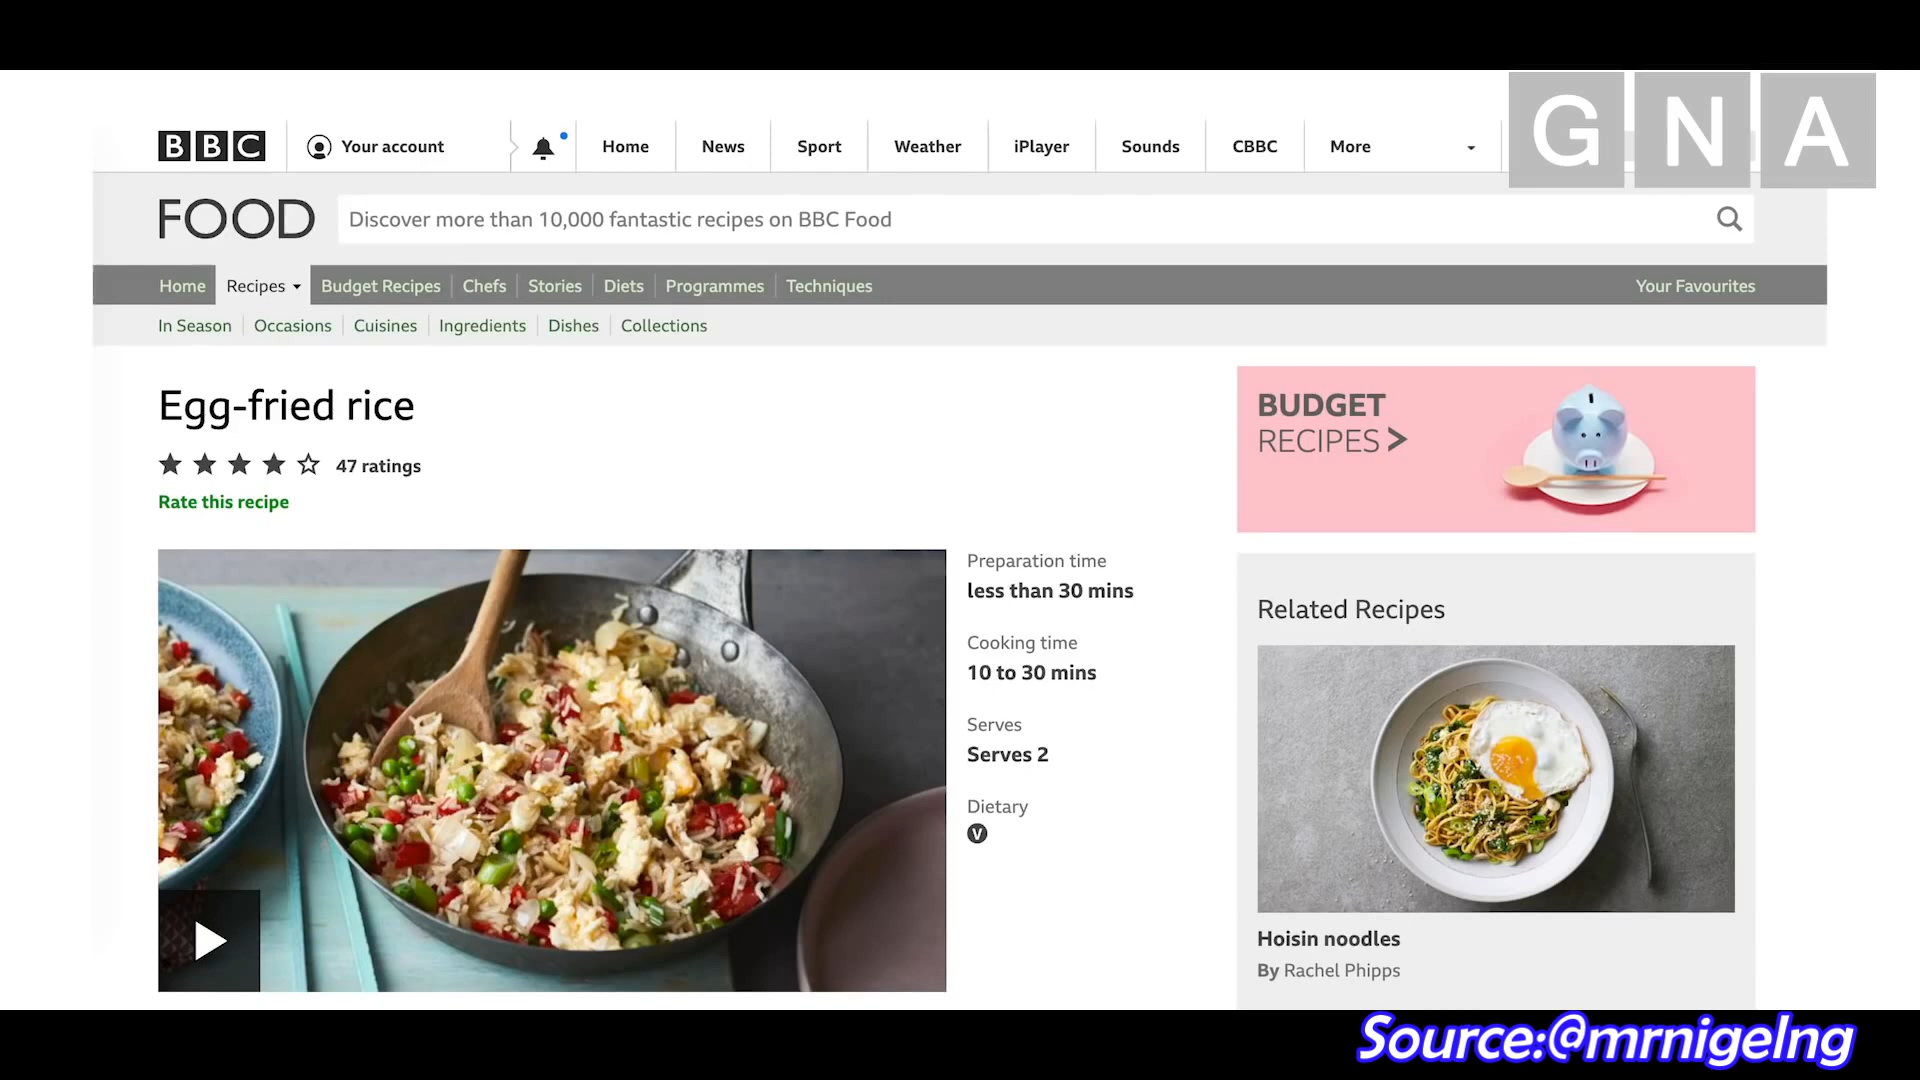 GNA
BBC Your account Home News Sport Weather iPlayer Sounds CBBC More
FOOD Discover more than 10,000 fantastic recipes on BBC Food
Home Recipes Budget Recipes Chefs Stories Diets Programmes Techniques Your Favourites
In Season Occasions Cuisines Ingredients Dishes Collections
Egg-fried rice
47 ratings
Rate this recipe
Preparation time
less than 30 mins
Cooking time
10 to 30 mins
Serves
Serves 2
Dietary
V
BUDGET
RECIPES >
Related Recipes
Hoisin noodles
By Rachel Phipps
Source:@mrnigelng